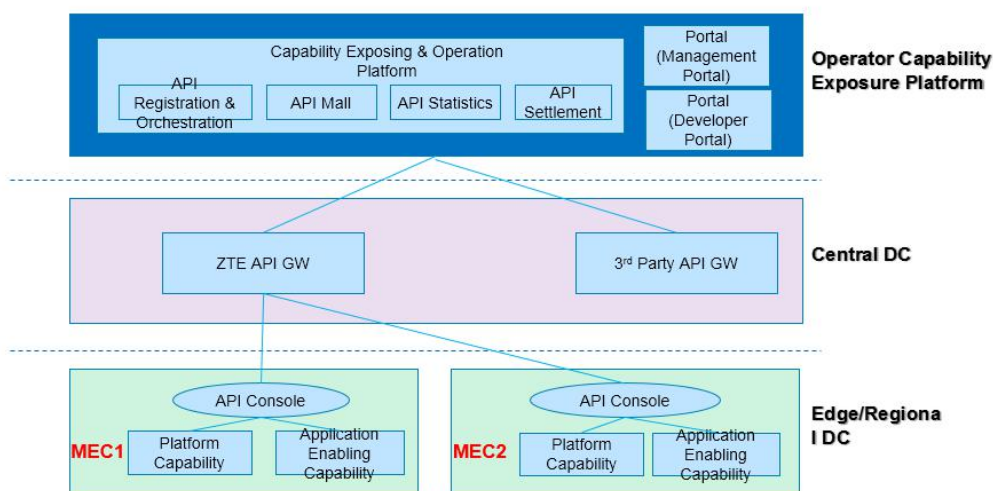 Capability Exposing & Operation
Platform
API
Registration &
Orchestration
API Mall
API Statistics
API
Settlement
Portal
(Management
Portal)
Portal
(Developer
Portal)
Operator Capability
Exposure Platform
ZTE API GW
3rd Party API GW
Central DC
API Console
MEC1
Platform
Capability
Application
Enabling
Capability
API Console
MEC2
Platform
Capability
Application
Enabling
Capability
Edge/Regiona
l DC